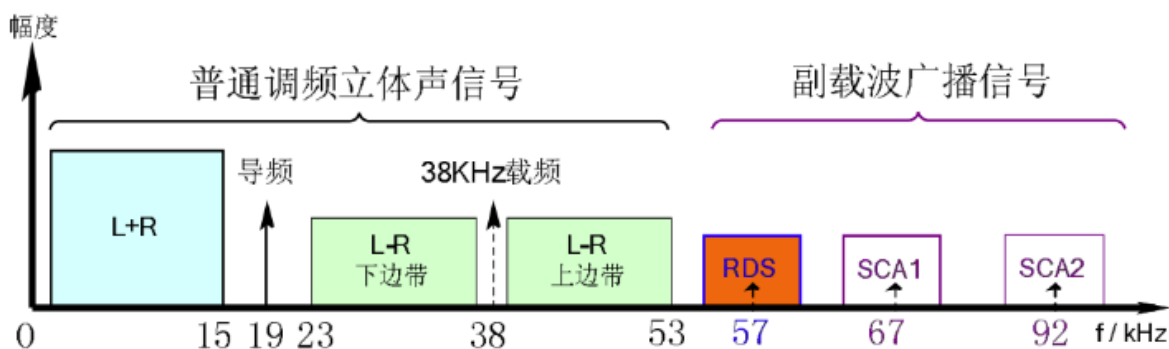 幅度
普通调频立体声信号
副载波广播信号
导频
38KHz载频
L+R
L-R
下边带
L-R
上边带
RDS
SCA1
SCA2
0
15
19
23
38
53
57
67
92
f / kHz